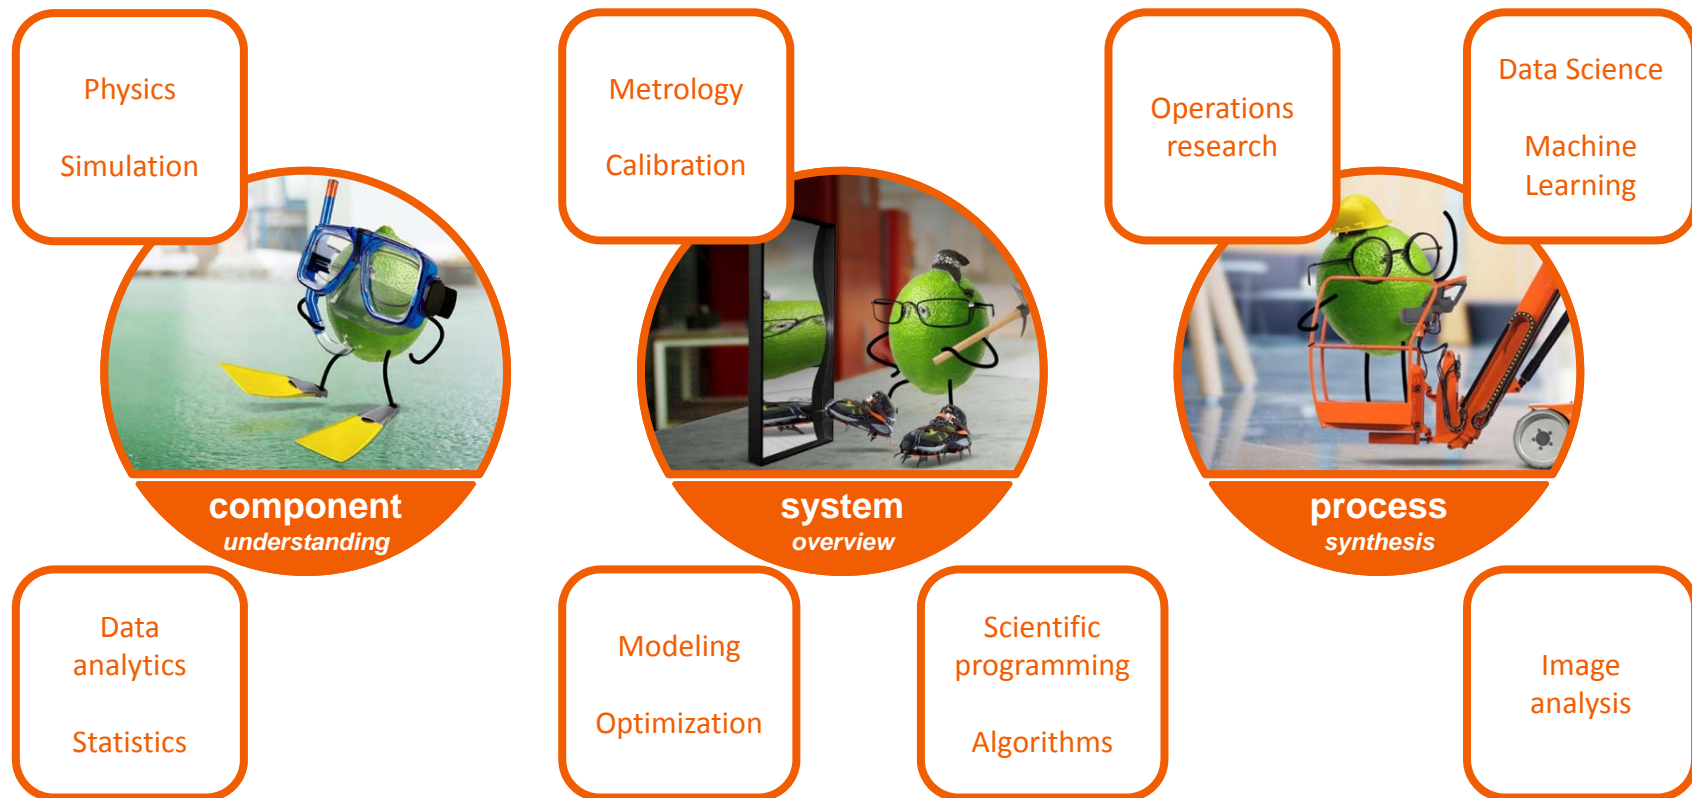 Physics
Simulation
Metrology
Calibration
Operations
research
Data Science
Machine
Learning
component
understanding
system
overview
process
synthesis
Data
analytics
Statistics
Modeling
Optimization
Scientific
programming
Algorithms
Image
analysis